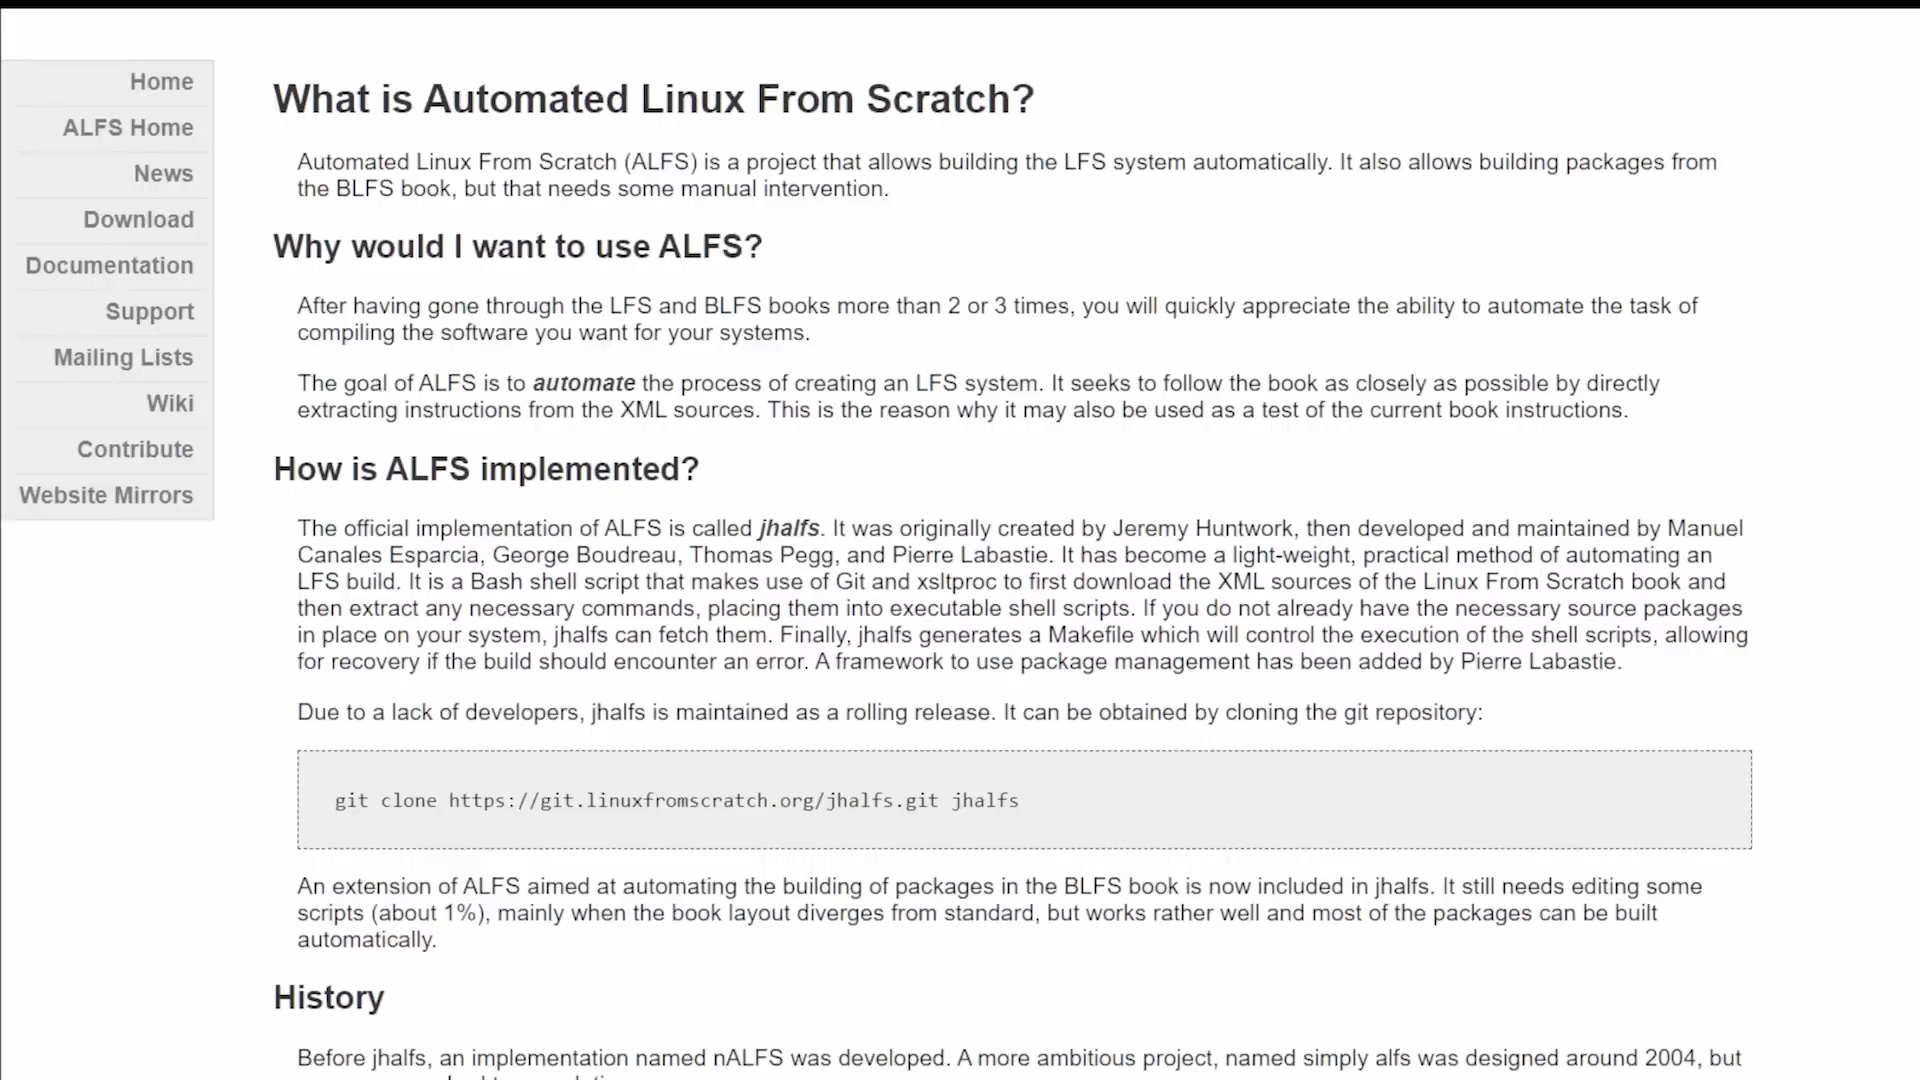 Home
ALFS Home
News
Download
Documentation
Support
Mailing Lists
Wiki
Contribute
Website Mirrors
What is Automated Linux From Scratch?
Automated Linux From Scratch (ALFS) is a project that allows building the LFS system automatically. It also allows building packages from
the BLFS book, but that needs some manual intervention.
Why would I want to use ALFS?
After having gone through the LFS and BLFS books more than 2 or 3 times, you will quickly appreciate the ability to automate the task of
compiling the software you want for your systems.
The goal of ALFS is to automate the process of creating an LFS system. It seeks to follow the book as closely as possible by directly
extracting instructions from the XML sources. This is the reason why it may also be used as a test of the current book instructions.
How is ALFS implemented?
The official implementation of ALFS is called jhalfs. It was originally created by Jeremy Huntwork, then developed and maintained by Manuel
Canales Esparcia, George Boudreau, Thomas Pegg, and Pierre Labastie. It has become a light-weight, practical method of automating an
LFS build. It is a Bash shell script that makes use of Git and xsltproc to first download the XML sources of the Linux From Scratch book and
then extract any necessary commands, placing them into executable shell scripts. If you do not already have the necessary source packages
in place on your system, jhalfs can fetch them. Finally, jhalfs generates a Makefile which will control the execution of the shell scripts, allowing
for recovery if the build should encounter an error. A framework to use package management has been added by Pierre Labastie.
Due to a lack of developers, jhalfs is maintained as a rolling release. It can be obtained by cloning the git repository:
git clone https://git.linuxfromscratch.org/jhalfs.git jhalfs
An extension of ALFS aimed at automating the building of packages in the BLFS book is now included in jhalfs. It still needs editing some
scripts (about 1%), mainly when the book layout diverges from standard, but works rather well and most of the packages can be built
automatically.
History
Before jhalfs, an implementation named nALFS was developed. A more ambitious project, named simply alfs was designed around 2004, but